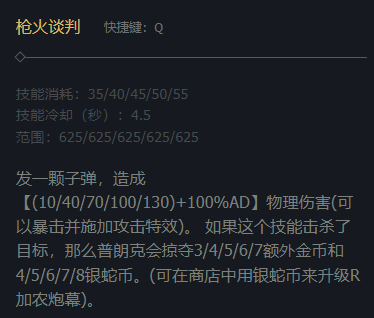 枪火谈判 快捷键：Q
技能消耗：35/40/45/50/55
技能冷却（秒）：4.5
范围：625/625/625/625/625
发一颗子弹，造成
【(10/40/70/100/130)+100%AD】物理伤害(可
以暴击并施加攻击特效)。 如果这个技能击杀了
目标，那么普朗克会掠夺3/4/5/6/7额外金币和
4/5/6/7/8银蛇币。(可在商店中用银蛇币来升级R
加农炮幕)。